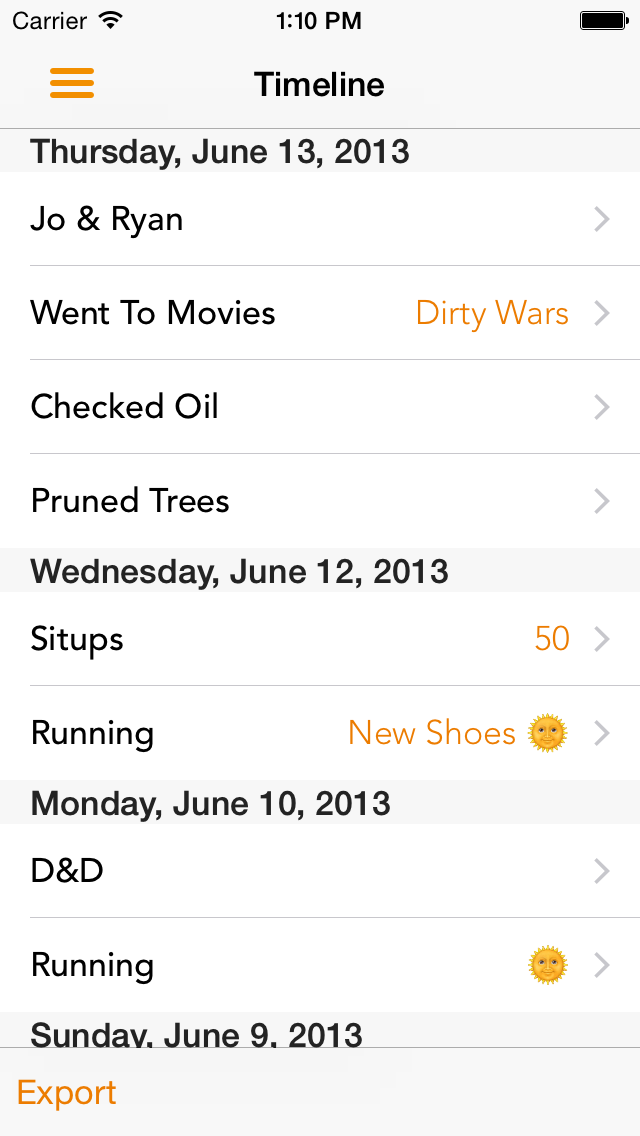 Carrier 1:10 PM
Timeline
Thursday, June 13, 2013
Jo & Ryan
Went To Movies Dirty Wars
Checked Oil
Pruned Trees
Wednesday, June 12, 2013
Situps 50
Running New Shoes 🌞
Monday, June 10, 2013
D&D
Running 🌞
Sunday, June 9, 2013
Export